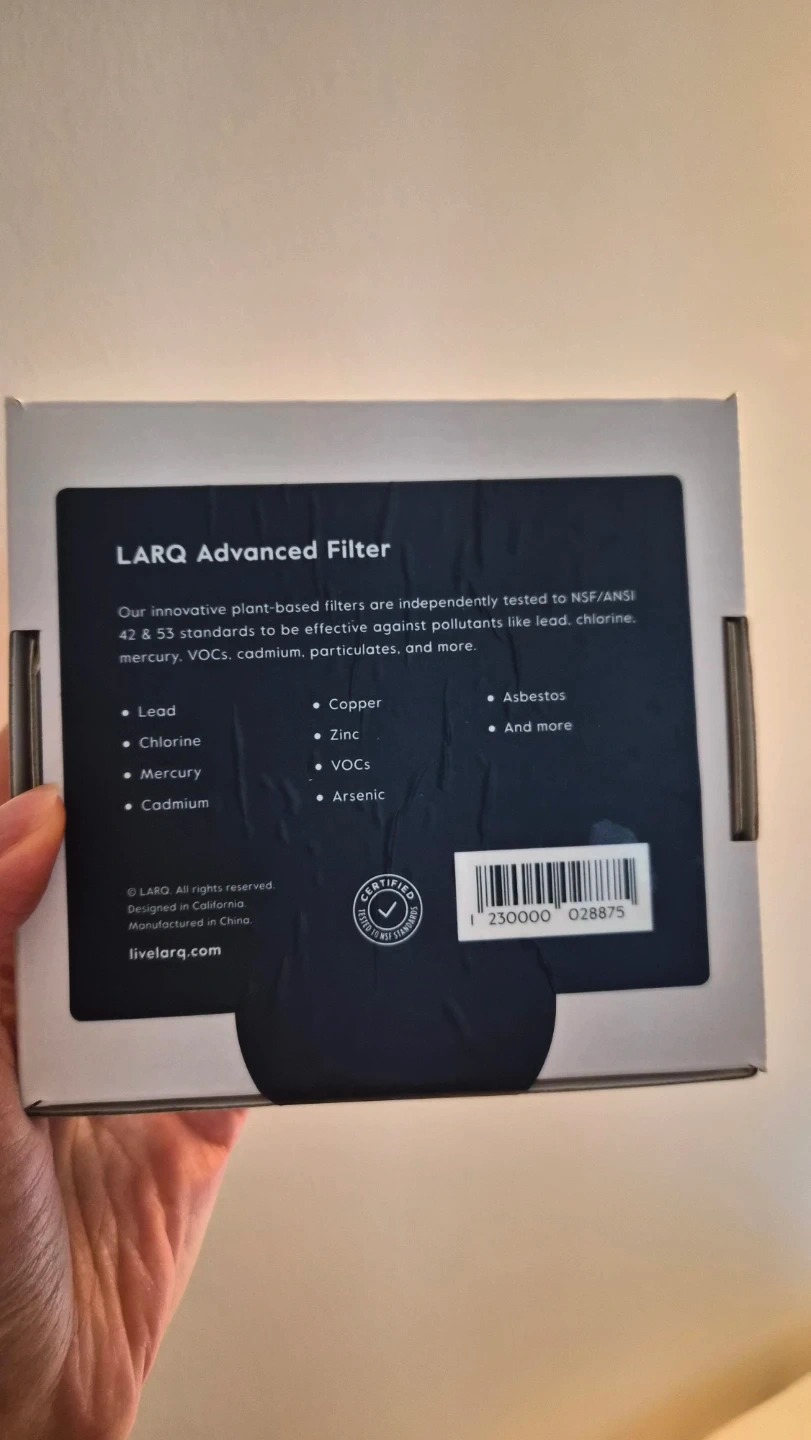 LARQ Advanced Filter
Our innovative plant-based filters are independently tested to NSF/ANSI
42 & 53 standards to be effective against pollutants like lead, chlorine,
mercury, VOCs, cadmium, particulates, and more.
• Lead
• Chlorine
• Mercury
• Cadmium
• Copper
• Zinc
• VOCs
• Arsenic
• Asbestos
• And more
© LARQ. All rights reserved.
Designed in California.
Manufactured in China.
livelarq.com
CERTIFIED
TESTED TO NSF STANDARDS
1 230000 028875